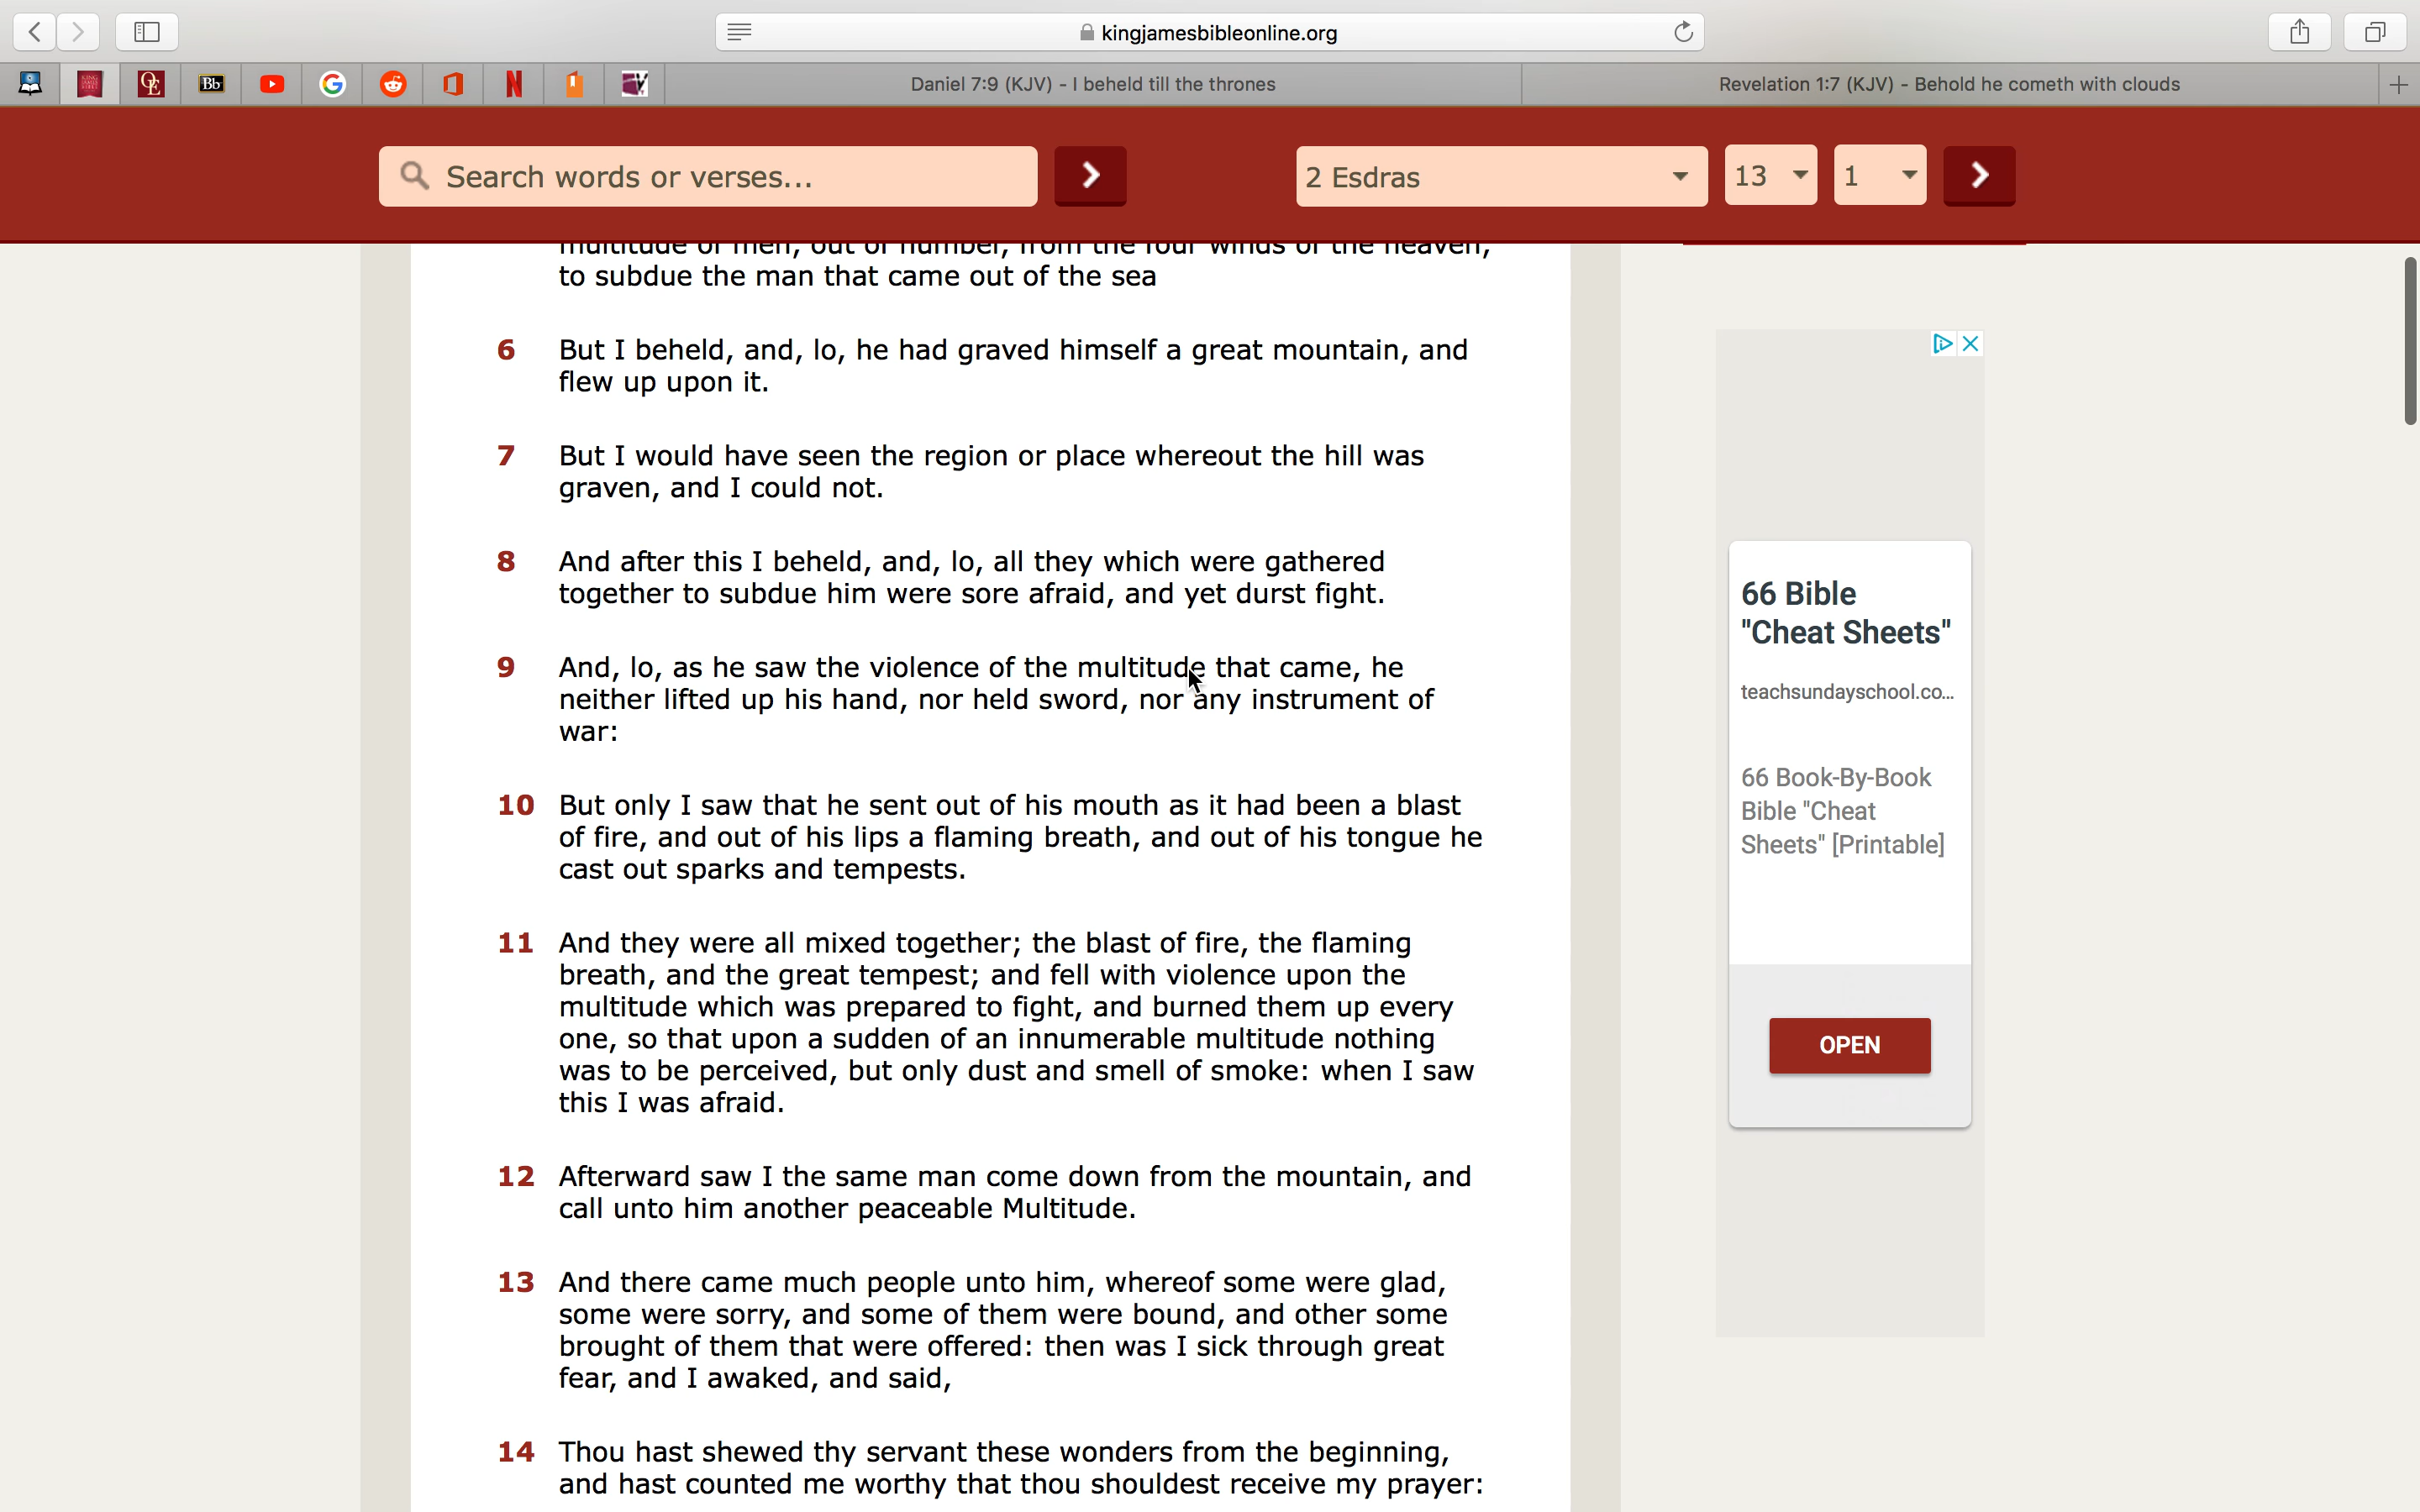 kingjamesbibleonline.org
Bb
Daniel 7:9 (KJV) - I beheld till the thrones
Revelation 1:7 (KJV) - Behold he cometh with clouds
Search words or verses...
2 Esdras
13
1
multitude of men, out of number, from the four winds of the heaven,
to subdue the man that came out of the sea
6 But I beheld, and, lo, he had graved himself a great mountain, and
flew up upon it.
7 But I would have seen the region or place whereout the hill was
graven, and I could not.
8 And after this I beheld, and, lo, all they which were gathered
together to subdue him were sore afraid, and yet durst fight.
9 And, lo, as he saw the violence of the multitude that came, he
neither lifted up his hand, nor held sword, nor any instrument of
war:
10 But only I saw that he sent out of his mouth as it had been a blast
of fire, and out of his lips a flaming breath, and out of his tongue he
cast out sparks and tempests.
11 And they were all mixed together; the blast of fire, the flaming
breath, and the great tempest; and fell with violence upon the
multitude which was prepared to fight, and burned them up every
one, so that upon a sudden of an innumerable multitude nothing
was to be perceived, but only dust and smell of smoke: when I saw
this I was afraid.
12 Afterward saw I the same man come down from the mountain, and
call unto him another peaceable Multitude.
13 And there came much people unto him, whereof some were glad,
some were sorry, and some of them were bound, and other some
brought of them that were offered: then was I sick through great
fear, and I awaked, and said,
14 Thou hast shewed thy servant these wonders from the beginning,
and hast counted me worthy that thou shouldest receive my prayer:
66 Bible
"Cheat Sheets"
teachsundayschool.co...
66 Book-By-Book
Bible "Cheat
Sheets" [Printable]
OPEN